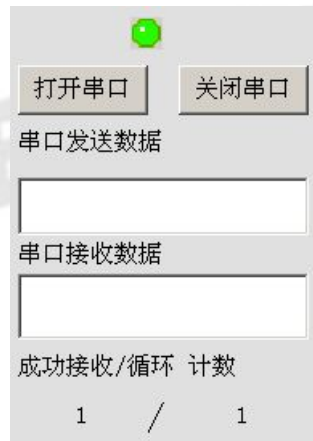 打开串口 关闭串口
串口发送数据
串口接收数据
成功接收/循环 计数
1 / 1